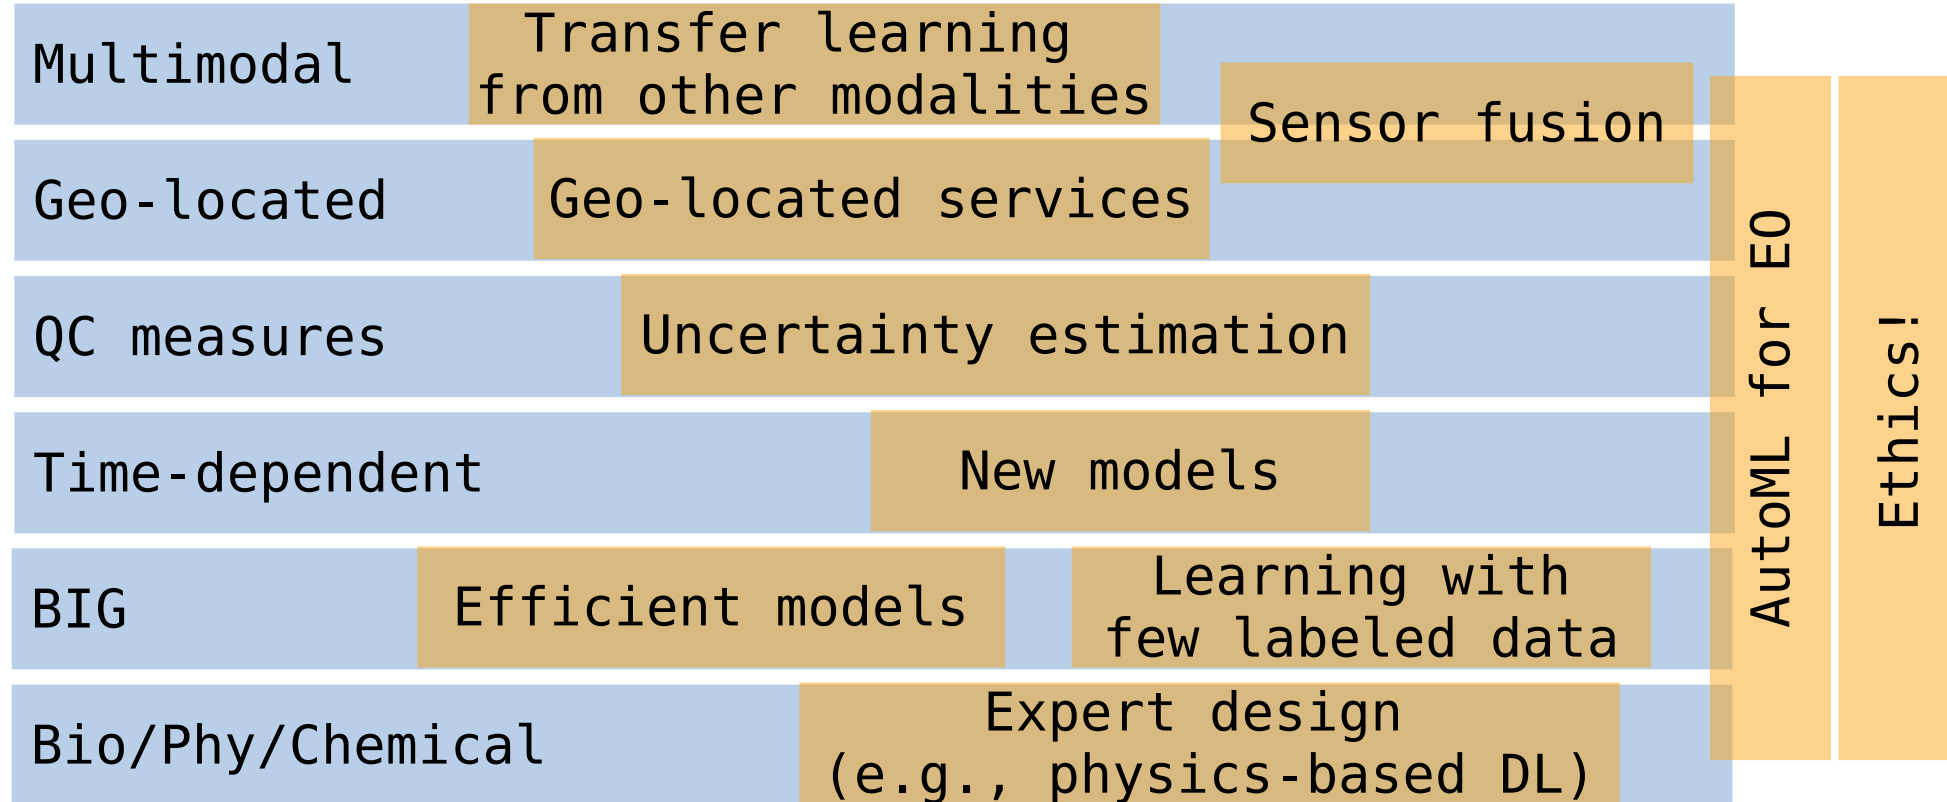 Multimodal
Transfer learning
from other modalities
Sensor fusion
Geo-located
Geo-located services
QC measures
Uncertainty estimation
Time-dependent
New models
BIG
Efficient models
Learning with
few labeled data
Bio/Phy/Chemical
Expert design
(e.g., physics-based DL)
AutoML for EO
Ethics!